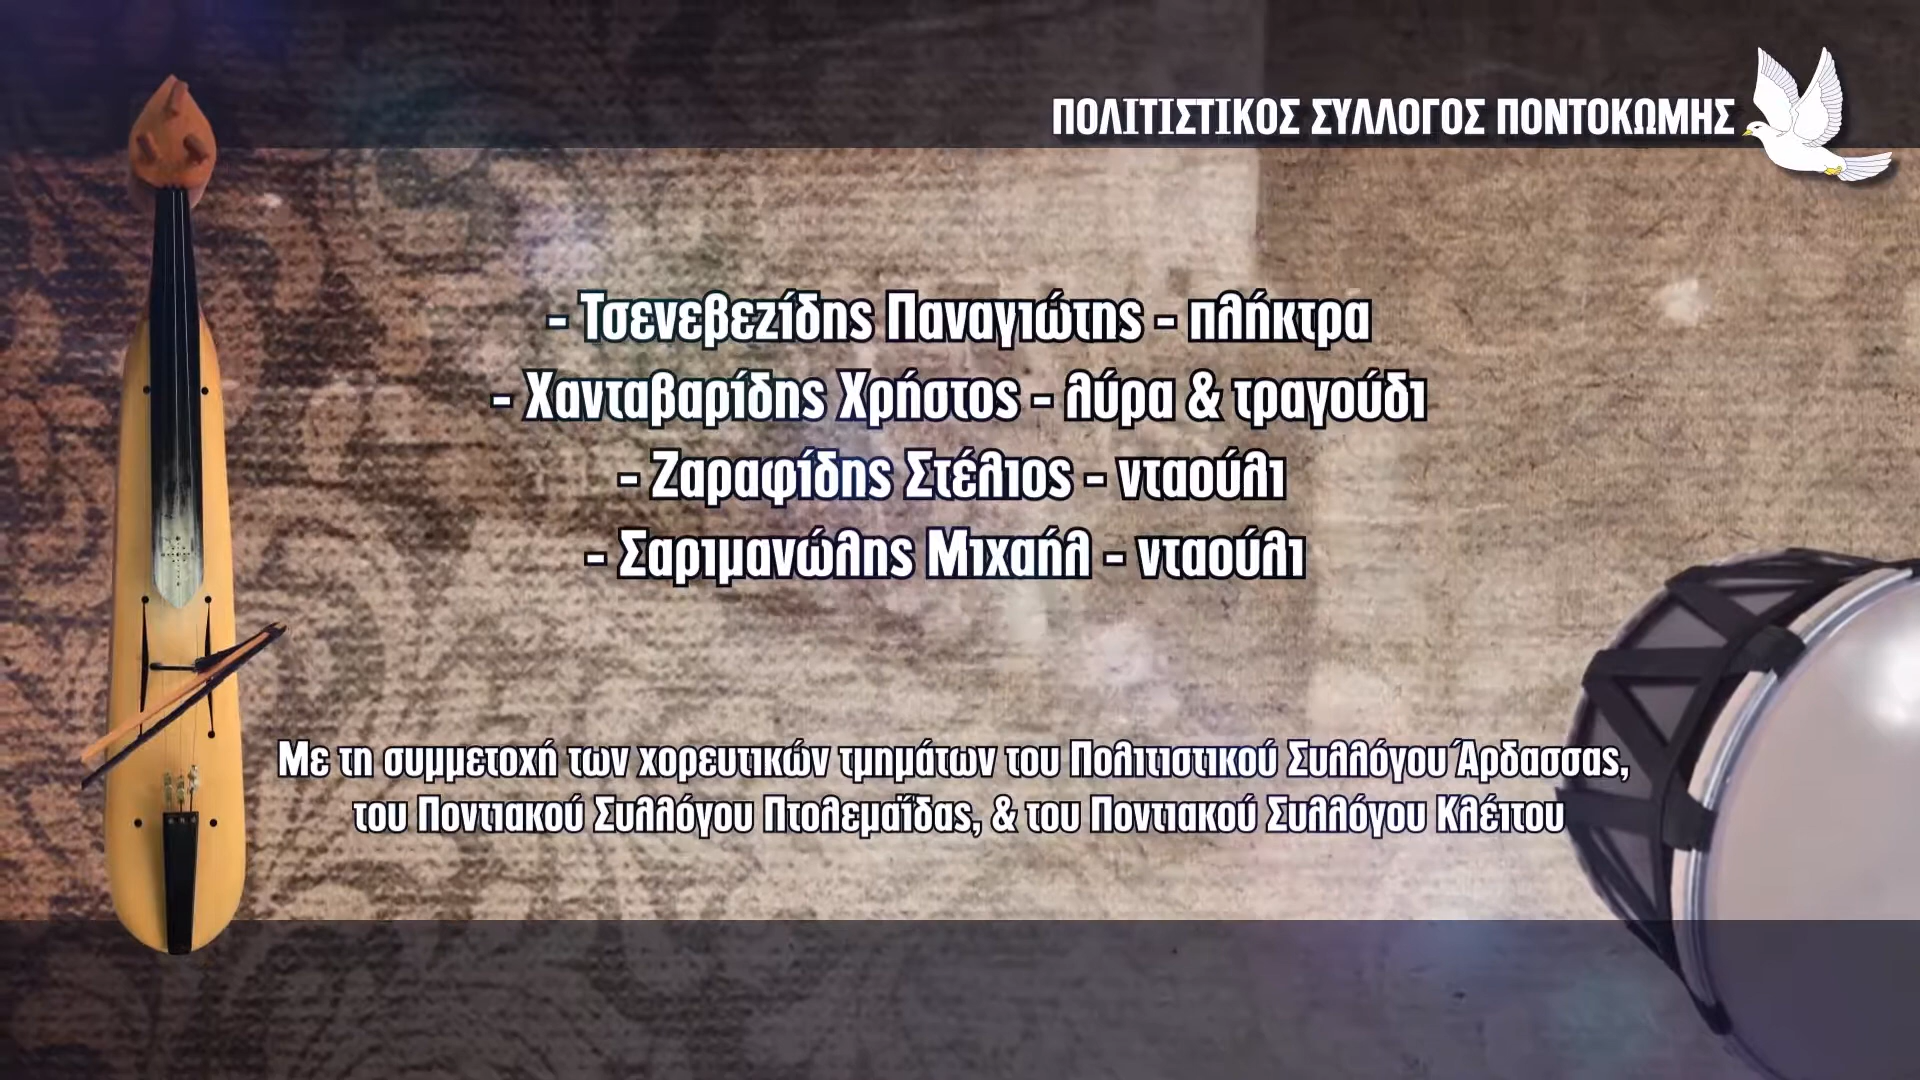 ΠΟΛΙΤΙΣΤΙΚΟΣ ΣΥΛΛΟΓΟΣ ΠΟΝΤΟΚΩΜΗΣ
- Τσενεβεζίδης Παναγιώτης - πλήκτρα
- Χανταβαρίδης Χρήστος - λύρα & τραγούδι
- Ζαραφίδης Στέλιος - νταούλι
- Σαριμανώλης Μιχαήλ - νταούλι
Με τη συμμετοχή των χορευτικών τμημάτων του Πολιτιστικού Συλλόγου Άρδασσας,
του Ποντιακού Συλλόγου Πτολεμαΐδας, & του Ποντιακού Συλλόγου Κλέιτου